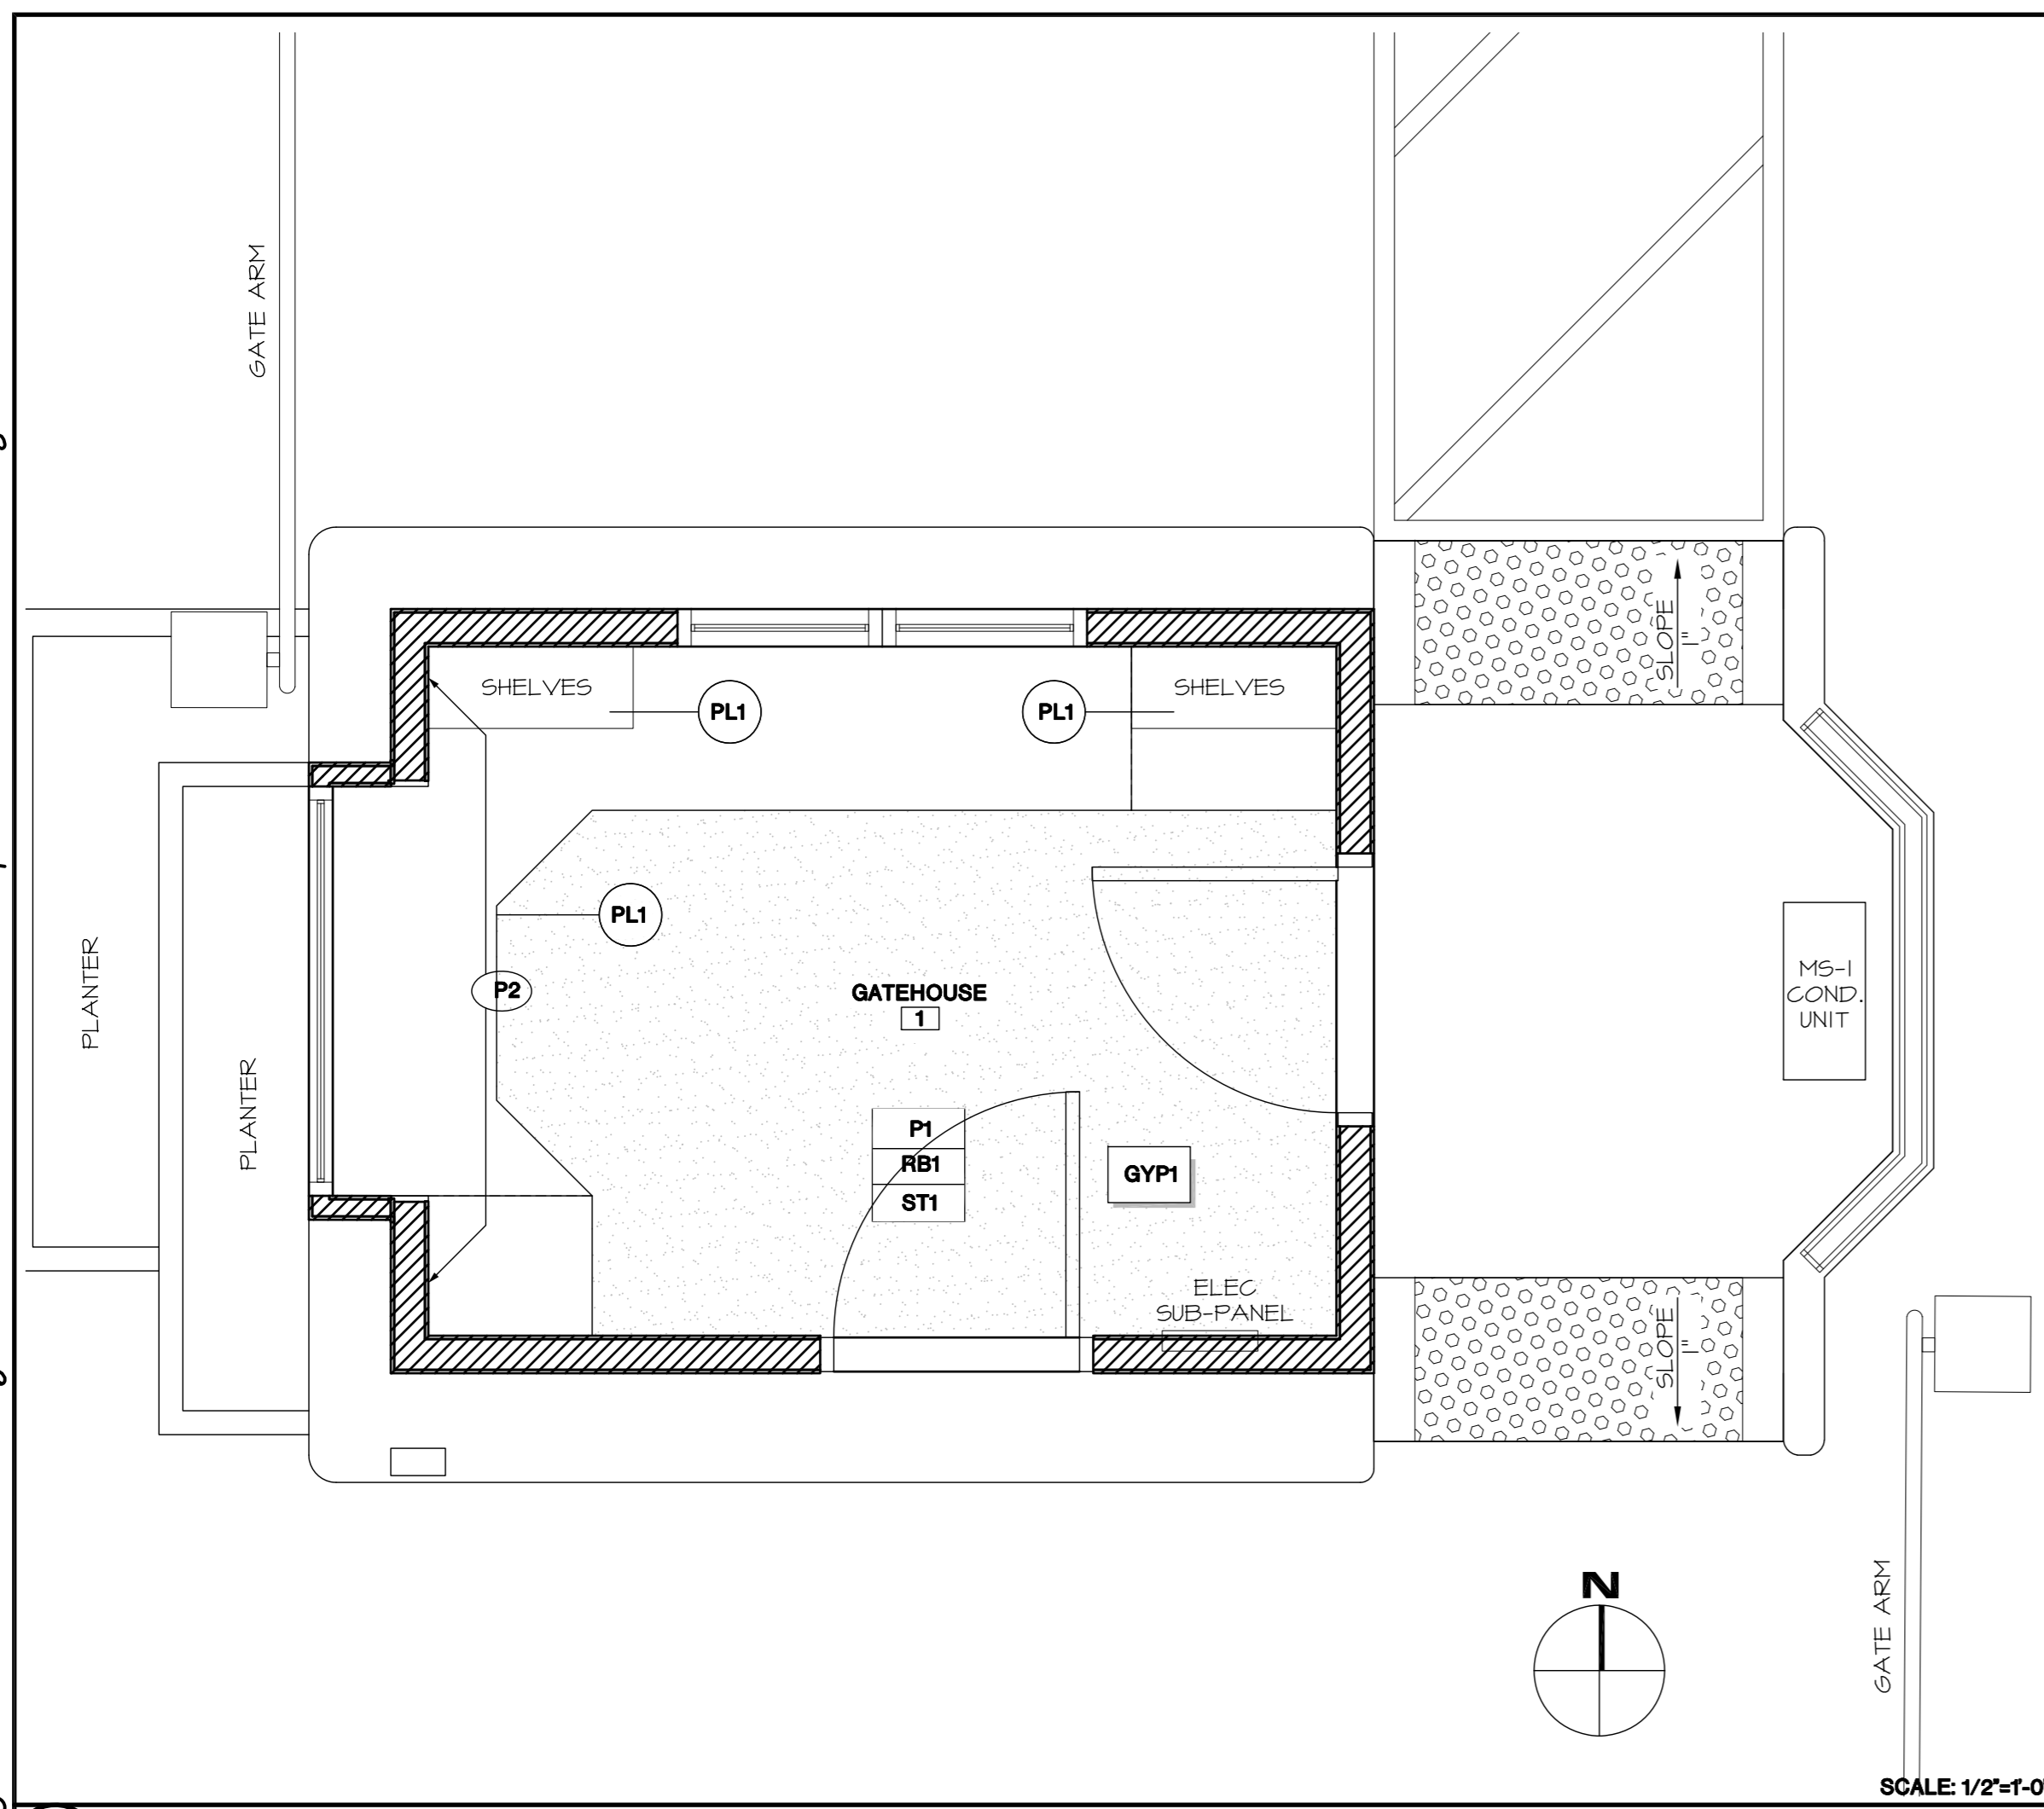 GATE ARM
SLOPE
1"
SHELVES
SHELVES
PL1
PL1
PL1
PLANTER
PLANTER
P2
GATEHOUSE
1
MS-1
COND.
UNIT
P1
RB1
ST1
GYP1
ELEC
SUB-PANEL
SLOPE
1"
N
GATE ARM
SCALE: 1/2"=1'-0